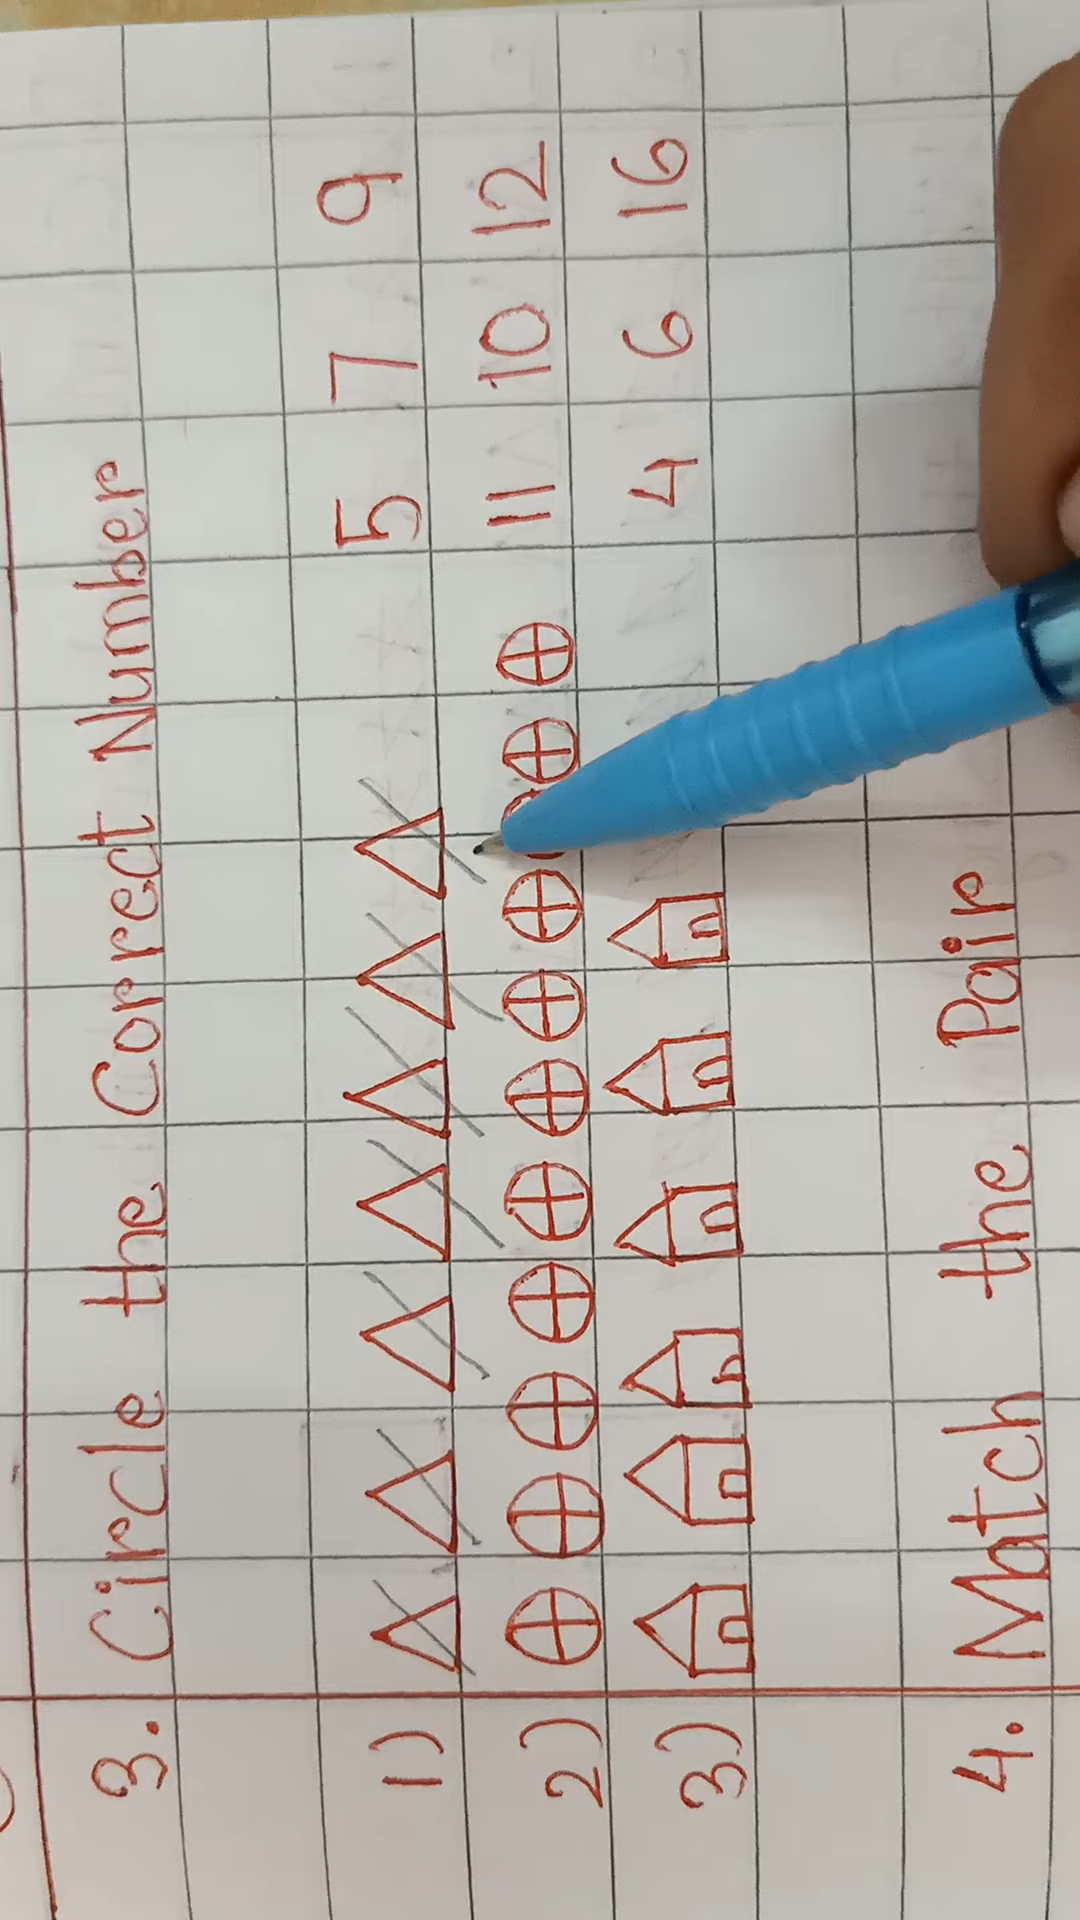 3. Circle the Correct Number
1) 5 7 9
2) 11 10 12
3) 4 6 16
4. Match the Pair